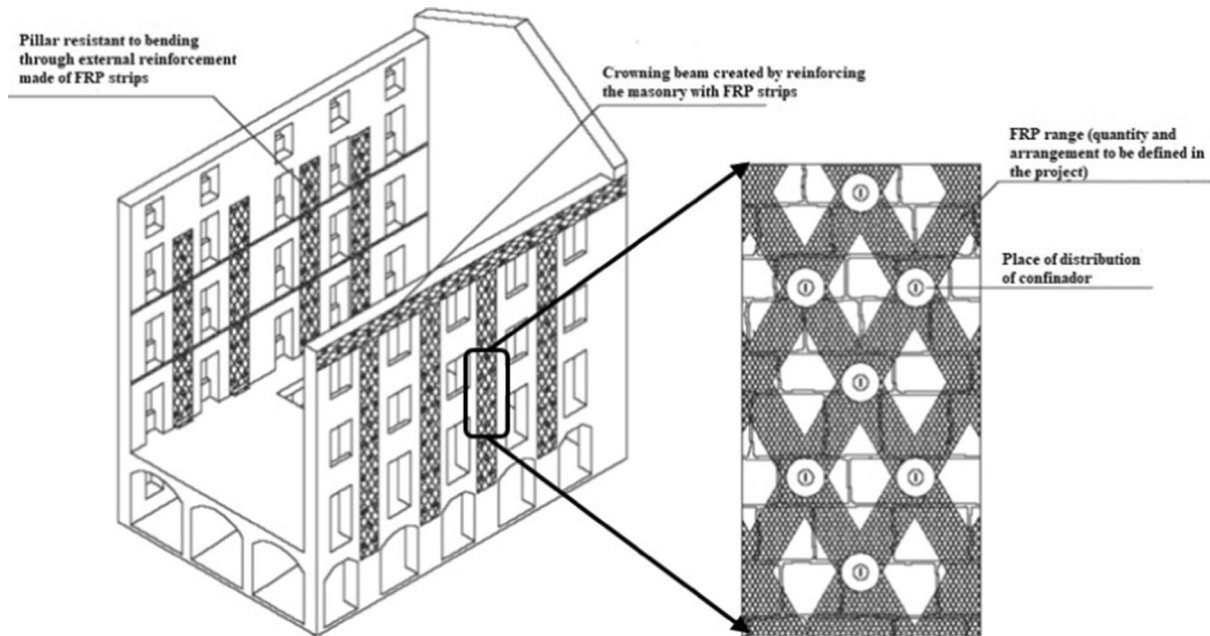 Pillar resistant to bending
through external reinforcement
made of FRP strips
Crowning beam created by reinforcing
the masonry with FRP strips
FRP range (quantity and
arrangement to be defined in
the project)
Place of distribution
of confinador